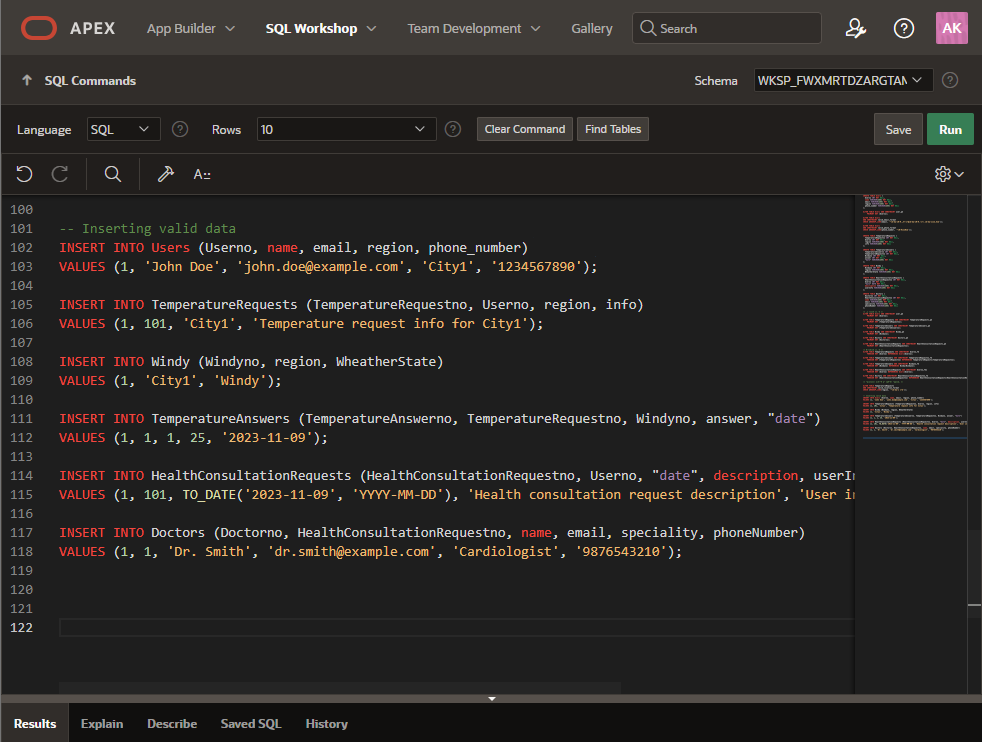 APEX App Builder SQL Workshop Team Development Gallery Search AK
SQL Commands Schema WKSP_FWXMRTDZARGTAN
Language SQL Rows 10 Clear Command Find Tables Save Run
A::
100
101 -- Inserting valid data
102 INSERT INTO Users (Userno, name, email, region, phone_number)
103 VALUES (1, 'John Doe', 'john.doe@example.com', 'City1', '1234567890');
104
105 INSERT INTO TemperatureRequests (TemperatureRequestno, Userno, region, info)
106 VALUES (1, 101, 'City1', 'Temperature request info for City1');
107
108 INSERT INTO Windy (Windyno, region, WheatherState)
109 VALUES (1, 'City1', 'Windy');
110
111 INSERT INTO TemperatureAnswers (TemperatureAnswerno, TemperatureRequestno, Windyno, answer, "date")
112 VALUES (1, 1, 1, 25, '2023-11-09');
113
114 INSERT INTO HealthConsultationRequests (HealthConsultationRequestno, Userno, "date", description, userIn
115 VALUES (1, 101, TO_DATE('2023-11-09', 'YYYY-MM-DD'), 'Health consultation request description', 'User in
116
117 INSERT INTO Doctors (Doctorno, HealthConsultationRequestno, name, email, speciality, phoneNumber)
118 VALUES (1, 1, 'Dr. Smith', 'dr.smith@example.com', 'Cardiologist', '9876543210');
119
120
121
122
Results Explain Describe Saved SQL History